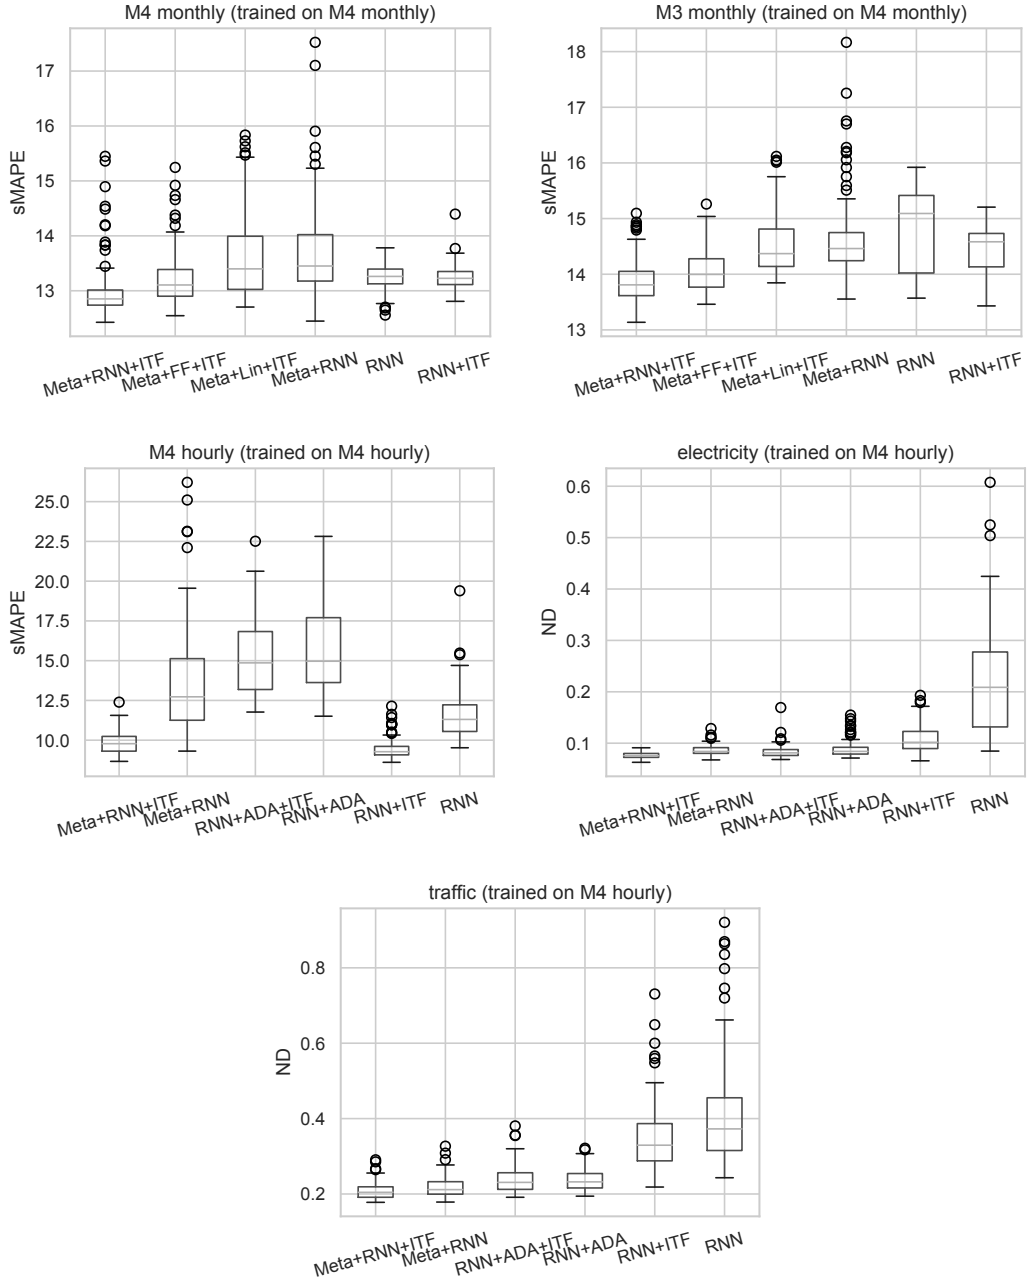 M4 monthly (trained on M4 monthly)
17
16
15
14
13
sMAPE
Meta+RNN+ITF
Meta+FF+ITF
Meta+Lin+ITF
Meta+RNN
RNN
RNN+ITF
M3 monthly (trained on M4 monthly)
18
17
16
15
14
13
sMAPE
Meta+RNN+ITF
Meta+FF+ITF
Meta+Lin+ITF
Meta+RNN
RNN
RNN+ITF
M4 hourly (trained on M4 hourly)
25.0
22.5
20.0
17.5
15.0
12.5
10.0
sMAPE
Meta+RNN+ITF
Meta+RNN
RNN+ADA+ITF
RNN+ADA
RNN+ITF
RNN
electricity (trained on M4 hourly)
0.6
0.5
0.4
0.3
0.2
0.1
ND
Meta+RNN+ITF
Meta+RNN
RNN+ADA+ITF
RNN+ADA
RNN+ITF
RNN
traffic (trained on M4 hourly)
0.8
0.6
0.4
0.2
ND
Meta+RNN+ITF
Meta+RNN
RNN+ADA+ITF
RNN+ADA
RNN+ITF
RNN